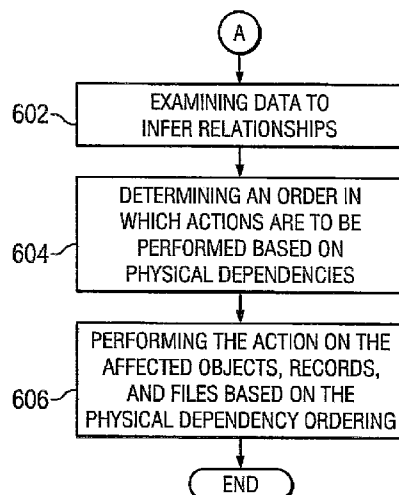 A
602
EXAMINING DATA TO
INFER RELATIONSHIPS
604
DETERMINING AN ORDER IN
WHICH ACTIONS ARE TO BE
PERFORMED BASED ON
PHYSICAL DEPENDENCIES
606
PERFORMING THE ACTION ON THE
AFFECTED OBJECTS, RECORDS,
AND FILES BASED ON THE
PHYSICAL DEPENDENCY ORDERING
END